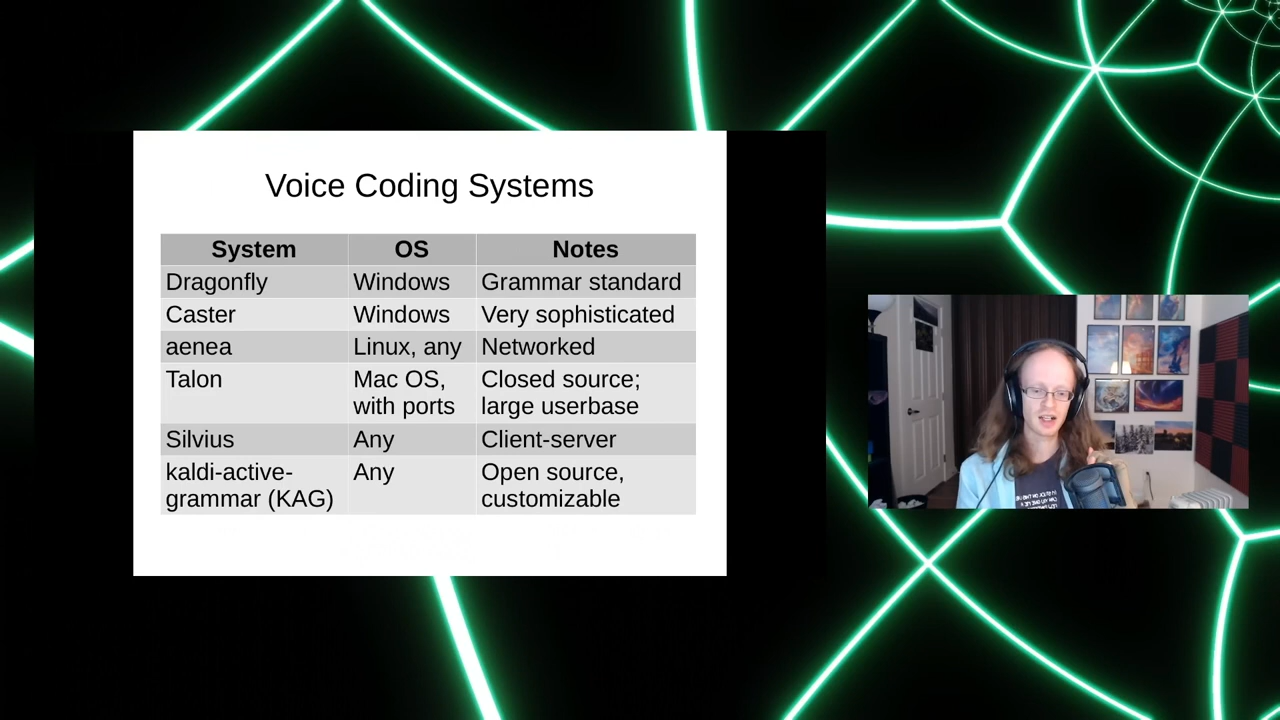 Voice Coding Systems
System OS Notes
Dragonfly Windows Grammar standard
Caster Windows Very sophisticated
aenea Linux, any Networked
Talon Mac OS, with ports Closed source; large userbase
Silvius Any Client-server
kaldi-active-grammar (KAG) Any Open source, customizable